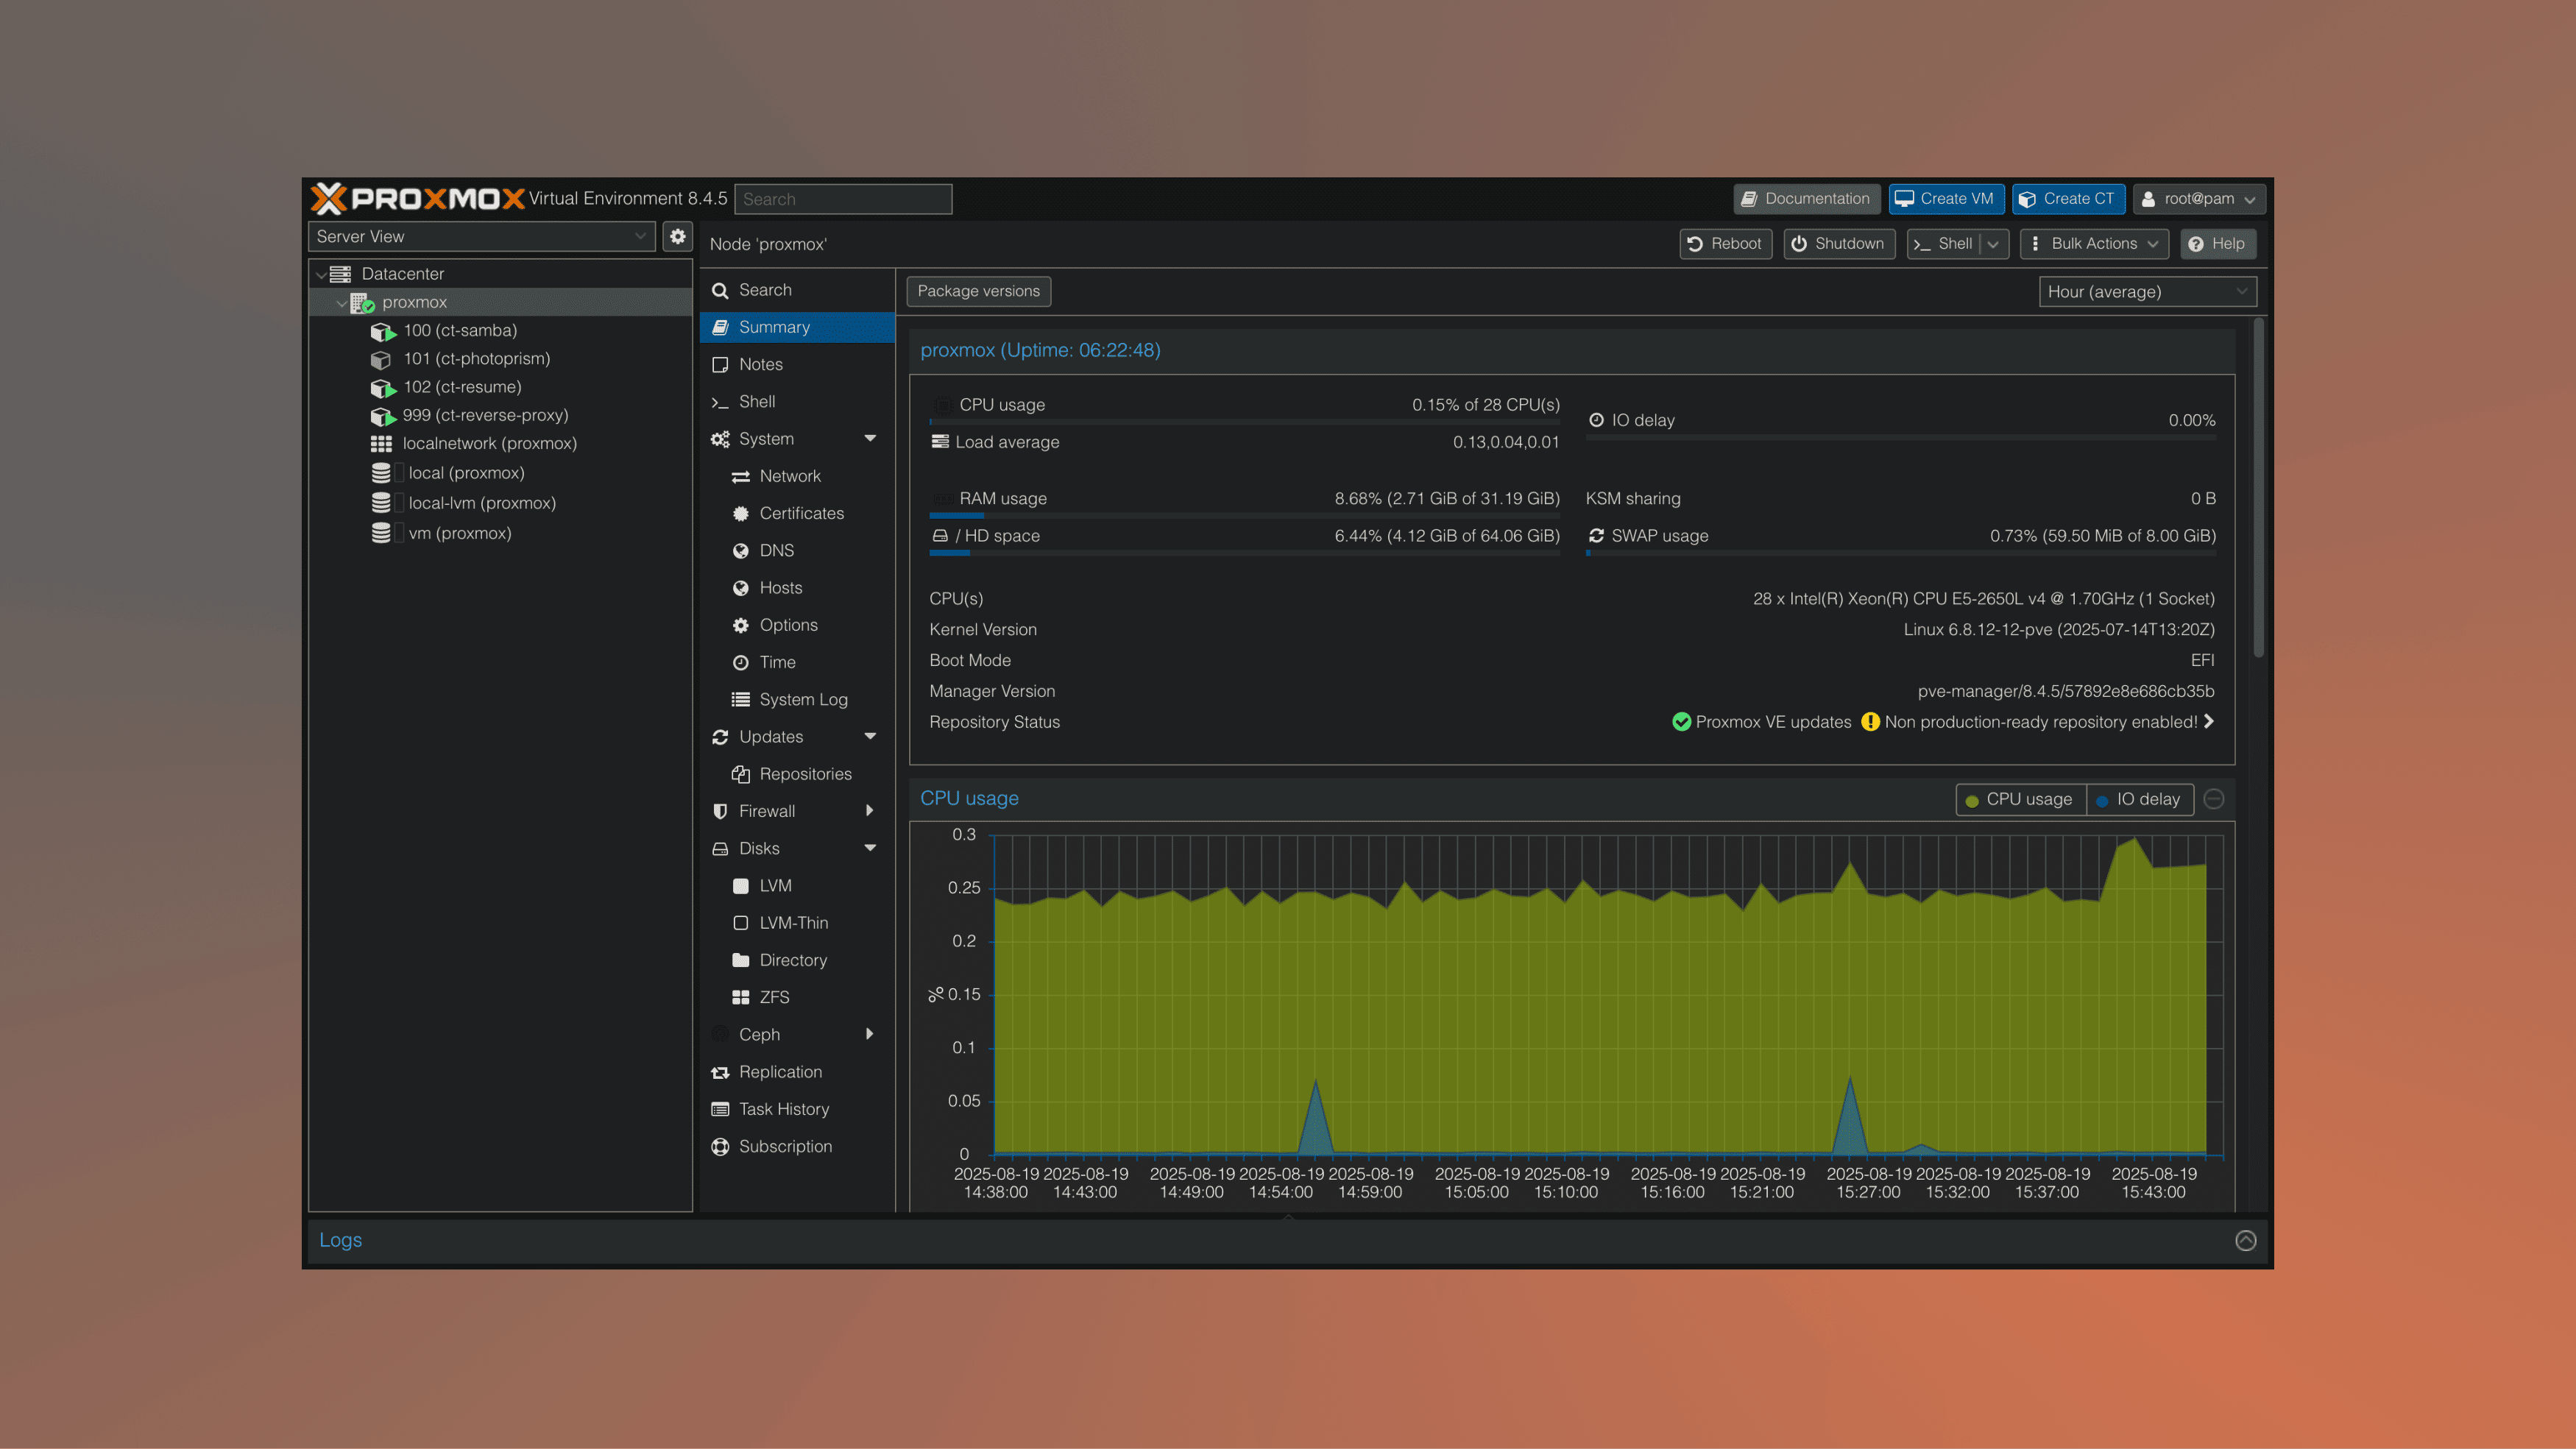 PROXMOX Virtual Environment 8.4.5 Search
Documentation Create VM Create CT root@pam
Server View
Node 'proxmox'
Reboot Shutdown Shell Bulk Actions Help
Datacenter
proxmox
100 (ct-samba)
101 (ct-photoprism)
102 (ct-resume)
999 (ct-reverse-proxy)
localnetwork (proxmox)
local (proxmox)
local-lvm (proxmox)
vm (proxmox)
Search
Summary
Notes
Shell
System
Network
Certificates
DNS
Hosts
Options
Time
System Log
Updates
Repositories
Firewall
Disks
LVM
LVM-Thin
Directory
ZFS
Ceph
Replication
Task History
Subscription
Package versions
Hour (average)
proxmox (Uptime: 06:22:48)
CPU usage 0.15% of 28 CPU(s)
IO delay 0.00%
Load average 0.13,0.04,0.01
RAM usage 8.68% (2.71 GiB of 31.19 GiB)
KSM sharing 0 B
/ HD space 6.44% (4.12 GiB of 64.06 GiB)
SWAP usage 0.73% (59.50 MiB of 8.00 GiB)
CPU(s) 28 x Intel(R) Xeon(R) CPU E5-2650L v4 @ 1.70GHz (1 Socket)
Kernel Version Linux 6.8.12-12-pve (2025-07-14T13:20Z)
Boot Mode EFI
Manager Version pve-manager/8.4.5/57892e8e686cb35b
Repository Status Proxmox VE updates Non production-ready repository enabled!
CPU usage
CPU usage IO delay
0.3
0.25
0.2
% 0.15
0.1
0.05
0
2025-08-19 2025-08-19 2025-08-19 2025-08-19 2025-08-19 2025-08-19 2025-08-19 2025-08-19 2025-08-19 2025-08-19 2025-08-19 2025-08-19 2025-08-19
14:38:00 14:43:00 14:49:00 14:54:00 14:59:00 15:05:00 15:10:00 15:16:00 15:21:00 15:27:00 15:32:00 15:37:00 15:43:00
Logs